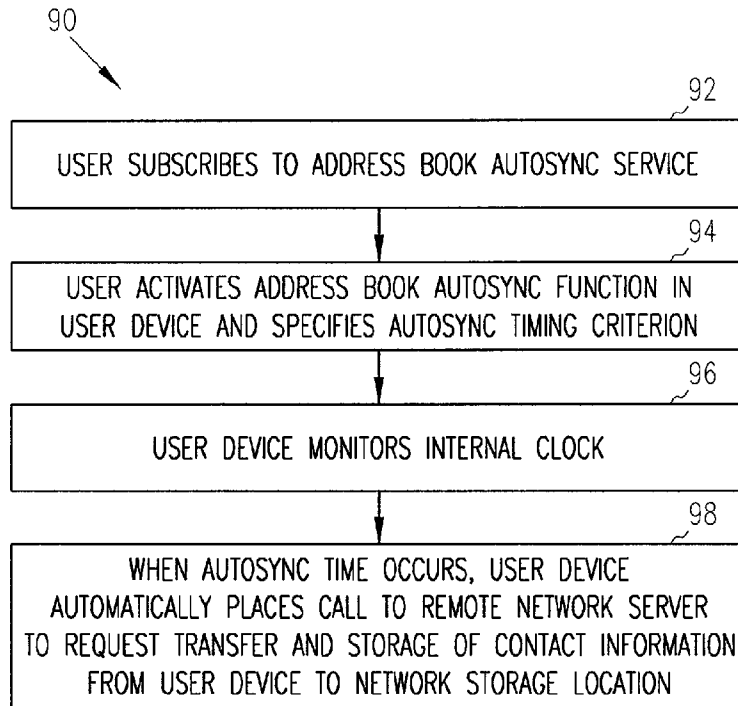 90
92
USER SUBSCRIBES TO ADDRESS BOOK AUTOSYNC SERVICE
94
USER ACTIVATES ADDRESS BOOK AUTOSYNC FUNCTION IN
USER DEVICE AND SPECIFIES AUTOSYNC TIMING CRITERION
96
USER DEVICE MONITORS INTERNAL CLOCK
98
WHEN AUTOSYNC TIME OCCURS, USER DEVICE
AUTOMATICALLY PLACES CALL TO REMOTE NETWORK SERVER
TO REQUEST TRANSFER AND STORAGE OF CONTACT INFORMATION
FROM USER DEVICE TO NETWORK STORAGE LOCATION